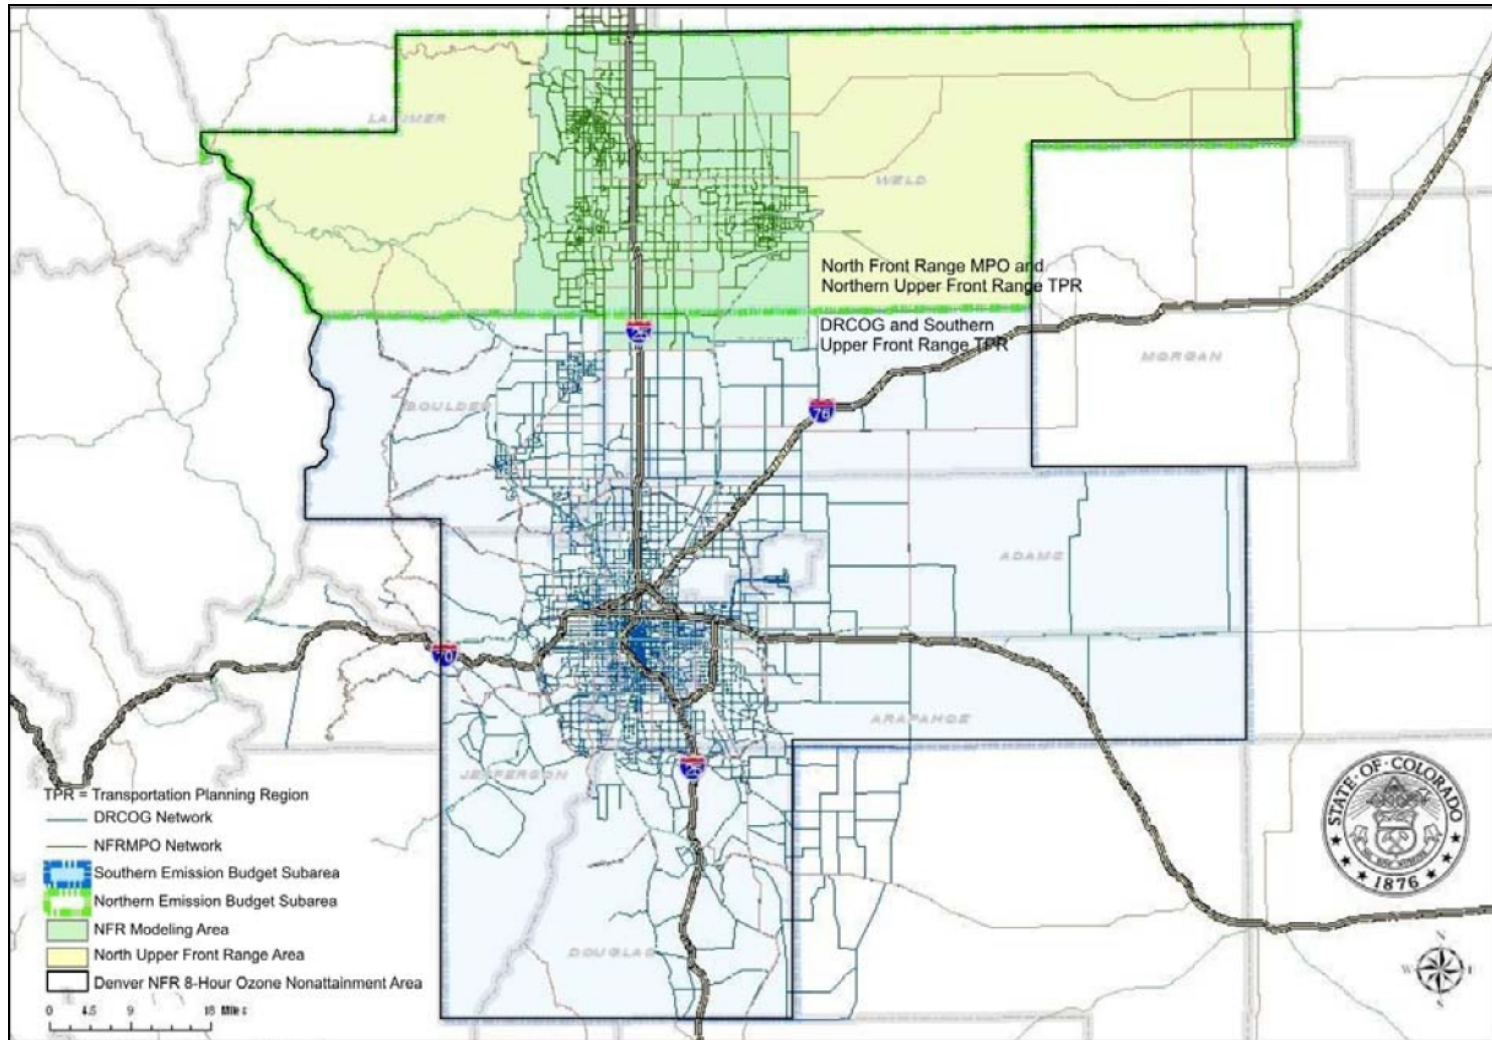 LARIMER
WELD
North Front Range MPO and
Northern Upper Front Range TPR
25
DRCOG and Southern
Upper Front Range TPR
MORGAN
BOULDER
76
ADAMS
70
ARAPAHOE
25
JEFFERSON
STATE OF COLORADO
1876
TPR = Transportation Planning Region
DRCOG Network
NFRMPO Network
Southern Emission Budget Subarea
Northern Emission Budget Subarea
NFR Modeling Area
North Upper Front Range Area
DOUGLAS
Denver NFR 8-Hour Ozone Nonattainment Area
0 4.5 9 18 Miles
N
W E
S